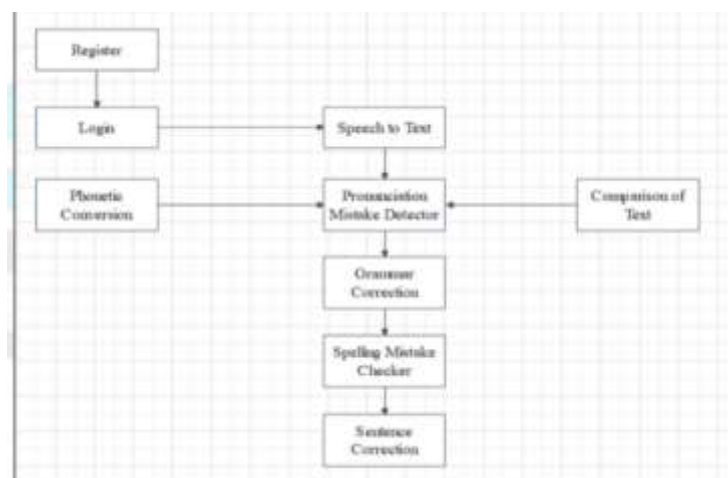 Register
Login
Speech to Text
Phonetic
Conversion
Pronunciation
Mistake Detector
Comparison of
Text
Grammar
Correction
Spelling Mistake
Checker
Sentence
Correction